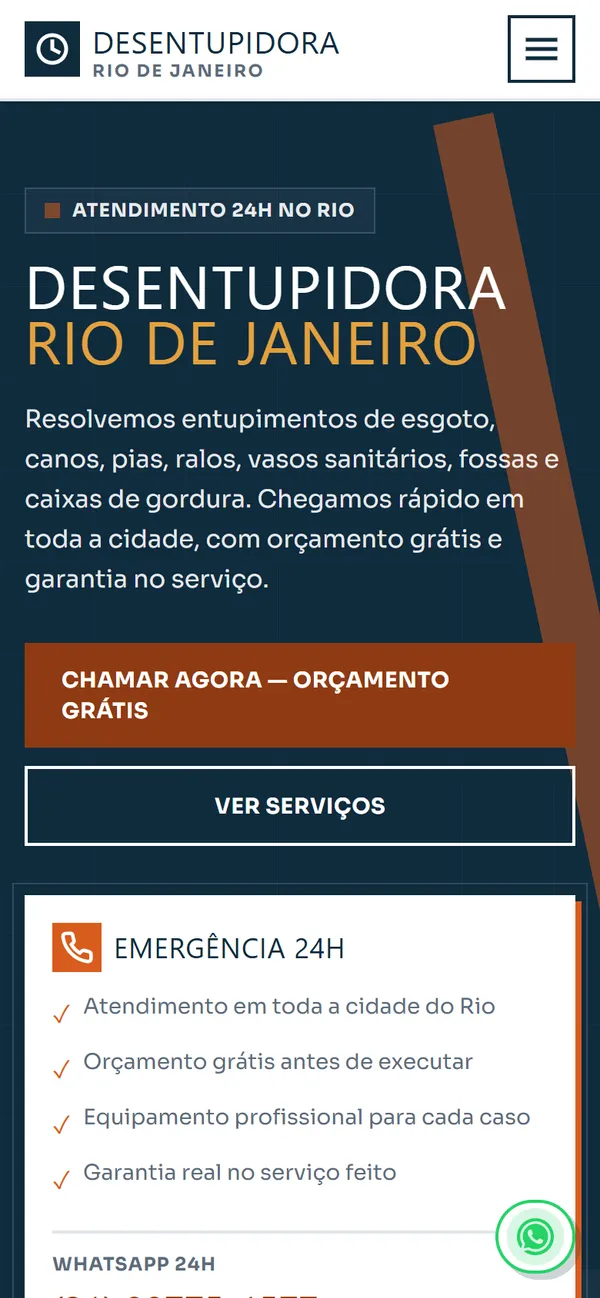 DESENTUPIDORA
RIO DE JANEIRO
ATENDIMENTO 24H NO RIO
DESENTUPIDORA
RIO DE JANEIRO
Resolvemos entupimentos de esgoto,
canos, pias, ralos, vasos sanitários, fossas e
caixas de gordura. Chegamos rápido em
toda a cidade, com orçamento grátis e
garantia no serviço.
CHAMAR AGORA — ORÇAMENTO
GRÁTIS
VER SERVIÇOS
EMERGÊNCIA 24H
Atendimento em toda a cidade do Rio
Orçamento grátis antes de executar
Equipamento profissional para cada caso
Garantia real no serviço feito
WHATSAPP 24H